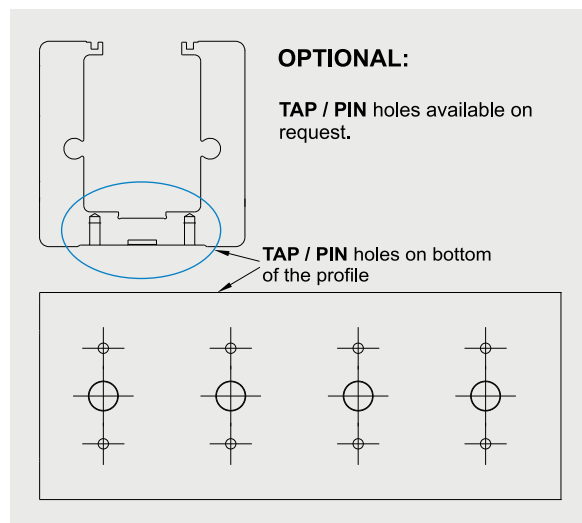 OPTIONAL:
TAP / PIN holes available on
request.
TAP / PIN holes on bottom
of the profile